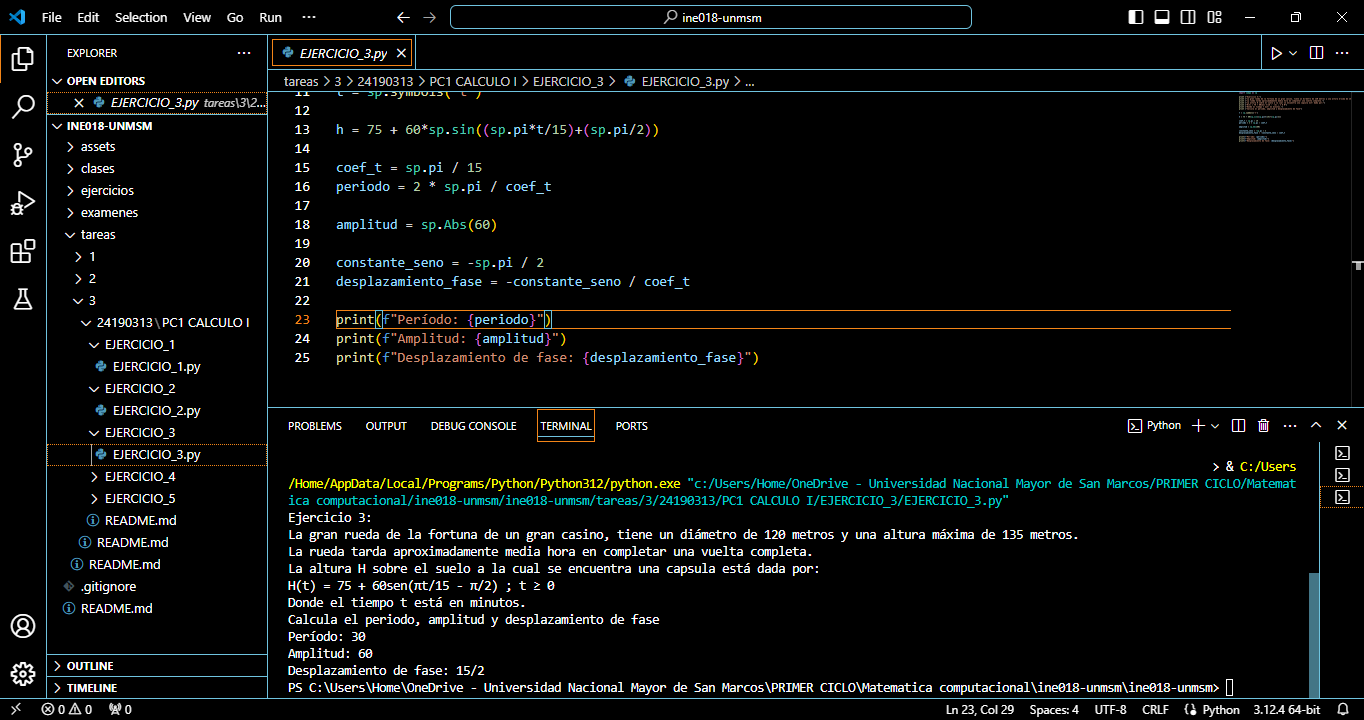 File Edit Selection View Go Run ··· ine018-unmsm
EXPLORER ···
OPEN EDITORS
EJERCICIO_3.py tareas\3\2...
INE018-UNMSM
assets
clases
ejercicios
examenes
tareas
1
2
3
24190313\PC1 CALCULO I
EJERCICIO_1
EJERCICIO_1.py
EJERCICIO_2
EJERCICIO_2.py
EJERCICIO_3
EJERCICIO_3.py
EJERCICIO_4
EJERCICIO_5
README.md
README.md
README.md
.gitignore
README.md
OUTLINE
TIMELINE
EJERCICIO_3.py
tareas > 3 > 24190313 > PC1 CALCULO I > EJERCICIO_3 > EJERCICIO_3.py > ...
11 t = sp.symbols('t')
12
13 h = 75 + 60*sp.sin((sp.pi*t/15)+(sp.pi/2))
14
15 coef_t = sp.pi / 15
16 periodo = 2 * sp.pi / coef_t
17
18 amplitud = sp.Abs(60)
19
20 constante_seno = -sp.pi / 2
21 desplazamiento_fase = -constante_seno / coef_t
22
23 print(f"Período: {periodo}")
24 print(f"Amplitud: {amplitud}")
25 print(f"Desplazamiento de fase: {desplazamiento_fase}")
PROBLEMS OUTPUT DEBUG CONSOLE TERMINAL PORTS Python
> & C:/Users
/Home/AppData/Local/Programs/Python/Python312/python.exe "c:/Users/Home/OneDrive - Universidad Nacional Mayor de San Marcos/PRIMER CICLO/Matemat
ica computacional/ine018-unmsm/ine018-unmsm/tareas/3/24190313/PC1 CALCULO I/EJERCICIO_3/EJERCICIO_3.py"
Ejercicio 3:
La gran rueda de la fortuna de un gran casino, tiene un diámetro de 120 metros y una altura máxima de 135 metros.
La rueda tarda aproximadamente media hora en completar una vuelta completa.
La altura H sobre el suelo a la cual se encuentra una capsula está dada por:
H(t) = 75 + 60sen(πt/15 - π/2) ; t ≥ 0
Donde el tiempo t está en minutos.
Calcula el periodo, amplitud y desplazamiento de fase
Período: 30
Amplitud: 60
Desplazamiento de fase: 15/2
PS C:\Users\Home\OneDrive - Universidad Nacional Mayor de San Marcos\PRIMER CICLO\Matematica computacional\ine018-unmsm\ine018-unmsm>
0 0 0 Ln 23, Col 29 Spaces: 4 UTF-8 CRLF Python 3.12.4 64-bit